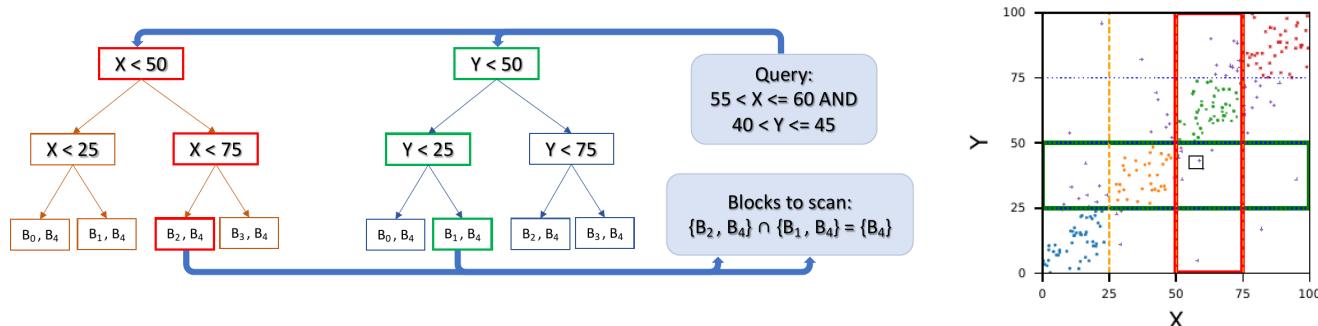 X < 50
Y < 50
Query:
55 < X <= 60 AND
40 < Y <= 45
X < 25
X < 75
Y < 25
Y < 75
B0 , B4
B1 , B4
B2 , B4
B3 , B4
B0 , B4
B1 , B4
B2 , B4
B3 , B4
Blocks to scan:
{B2 , B4} ∩ {B1 , B4} = {B4}
100
75
50
25
0
Y
0 25 50 75 100
X